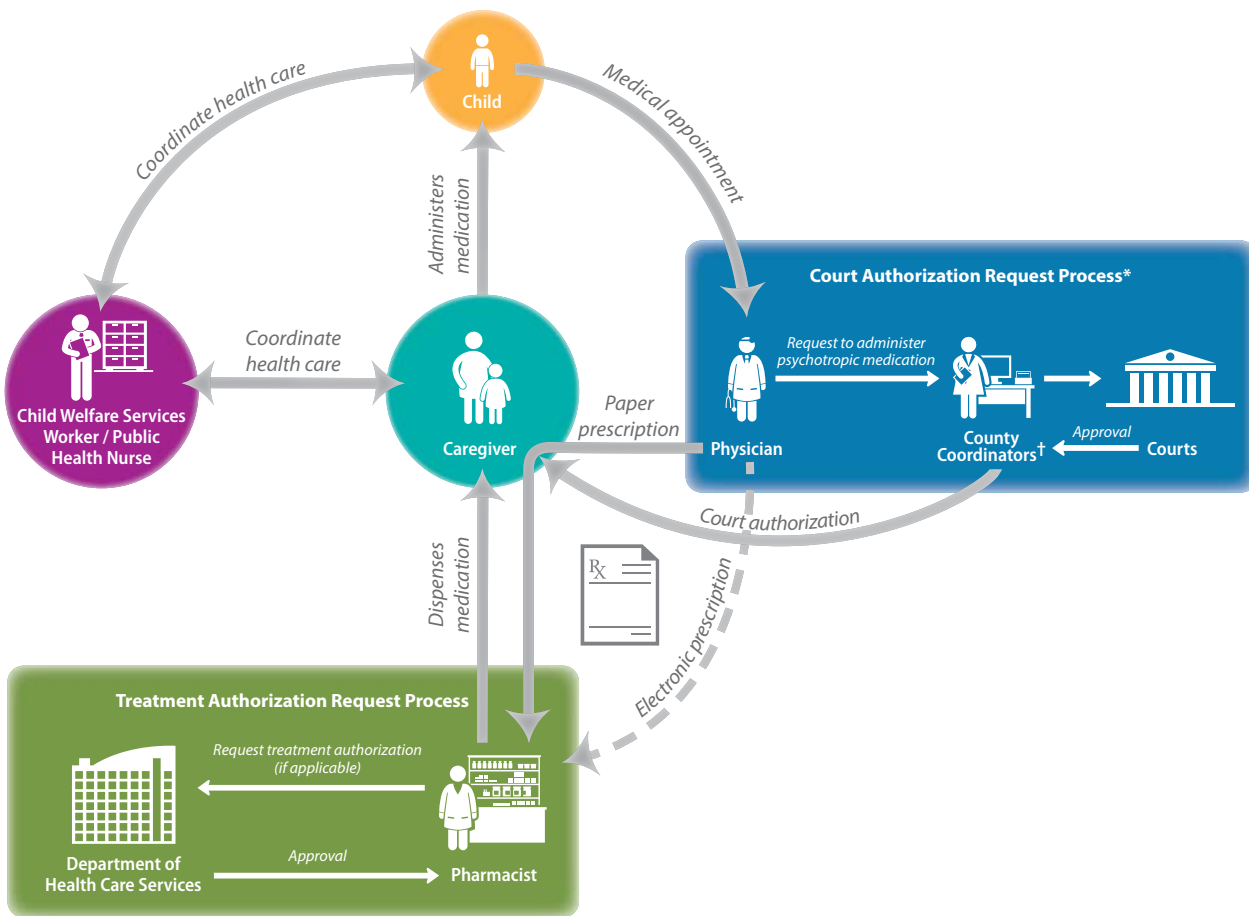 Child
Coordinate health care
Medical appointment
Administers
medication
Court Authorization Request Process*
Request to administer
psychotropic medication
Physician
County
Coordinators†
Approval
Courts
Child Welfare Services
Worker / Public
Health Nurse
Coordinate
health care
Caregiver
Paper
prescription
Court authorization
Dispenses
medication
Rx
Electronic prescription
Treatment Authorization Request Process
Request treatment authorization
(if applicable)
Department of
Health Care Services
Approval
Pharmacist